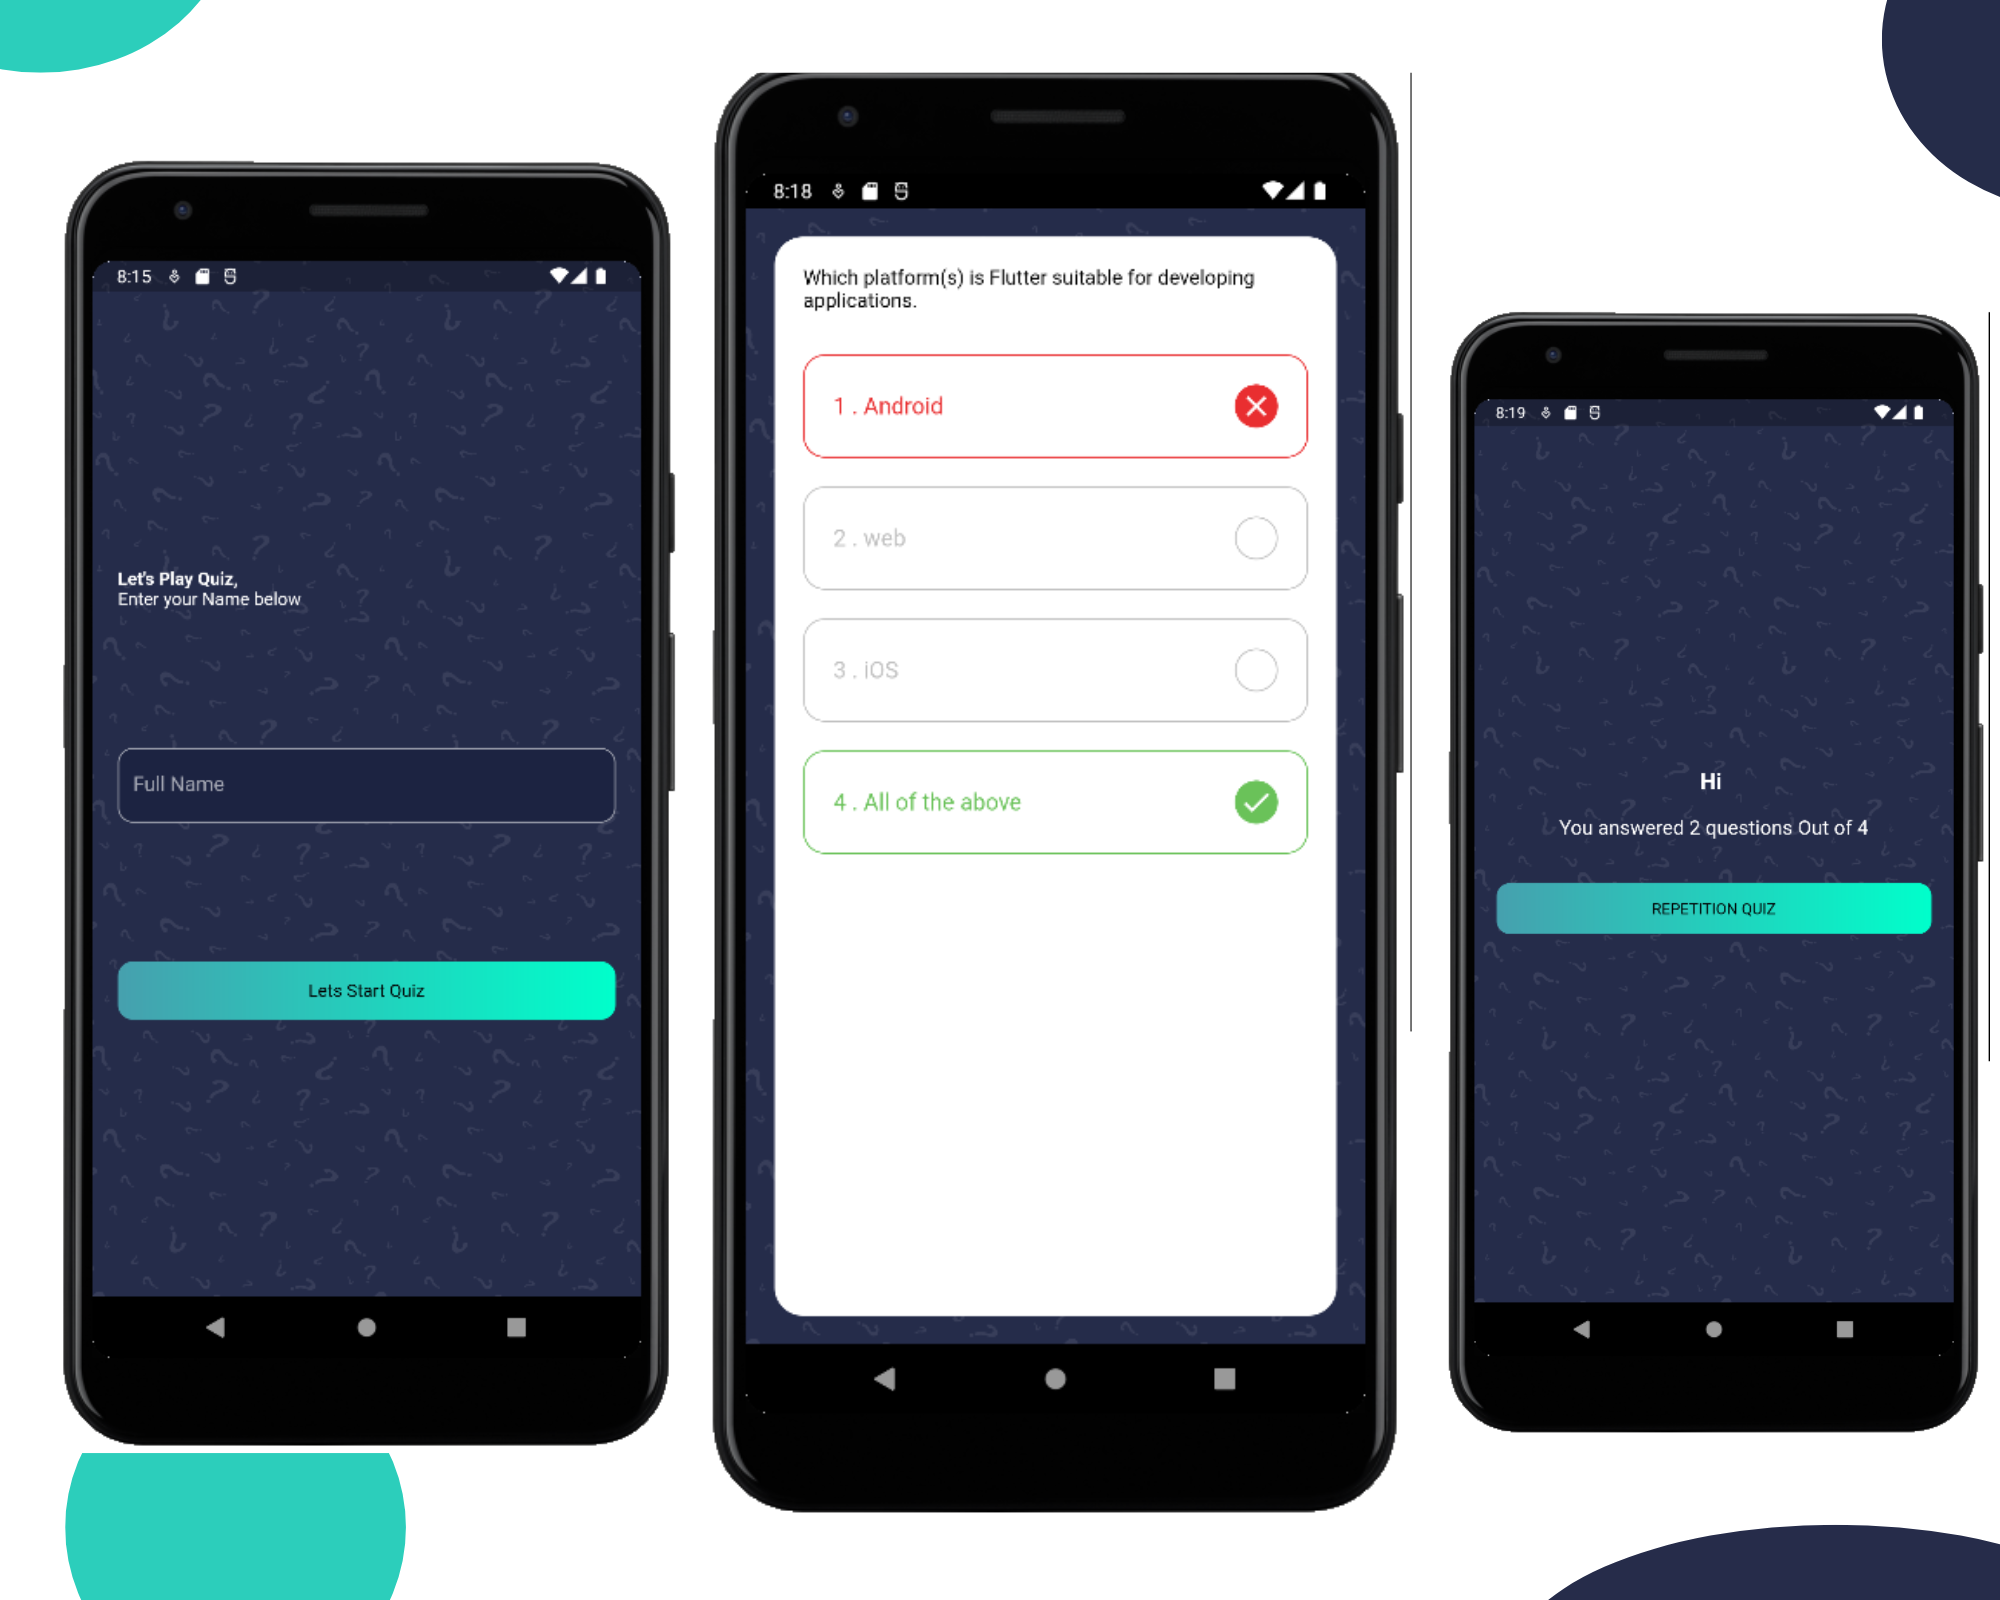 8:15
Let's Play Quiz,
Enter your Name below
Full Name
Lets Start Quiz
8:18
Which platform(s) is Flutter suitable for developing
applications.
1 . Android
2 . web
3 . iOS
4 . All of the above
8:19
Hi
You answered 2 questions Out of 4
REPETITION QUIZ